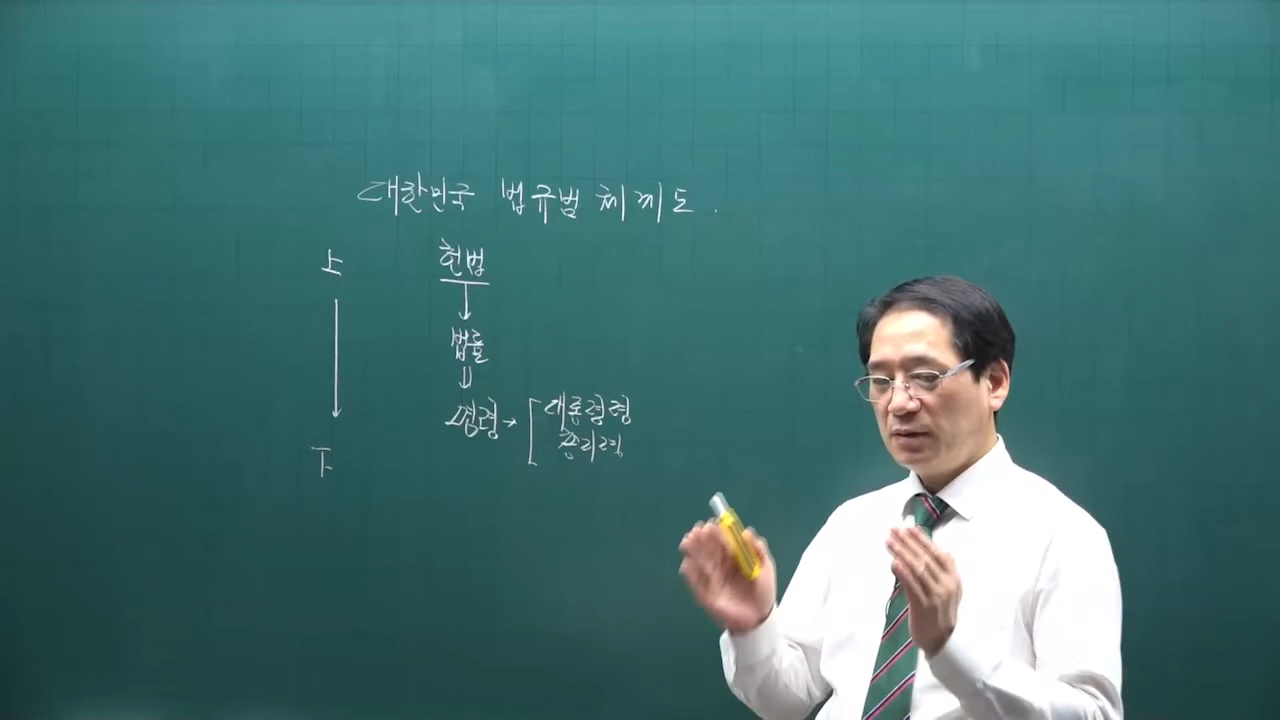 대한민국 법규범 체계도.
上 헌법
↓
법률
⇓
명령→ [ 대통령령
총리령,
下